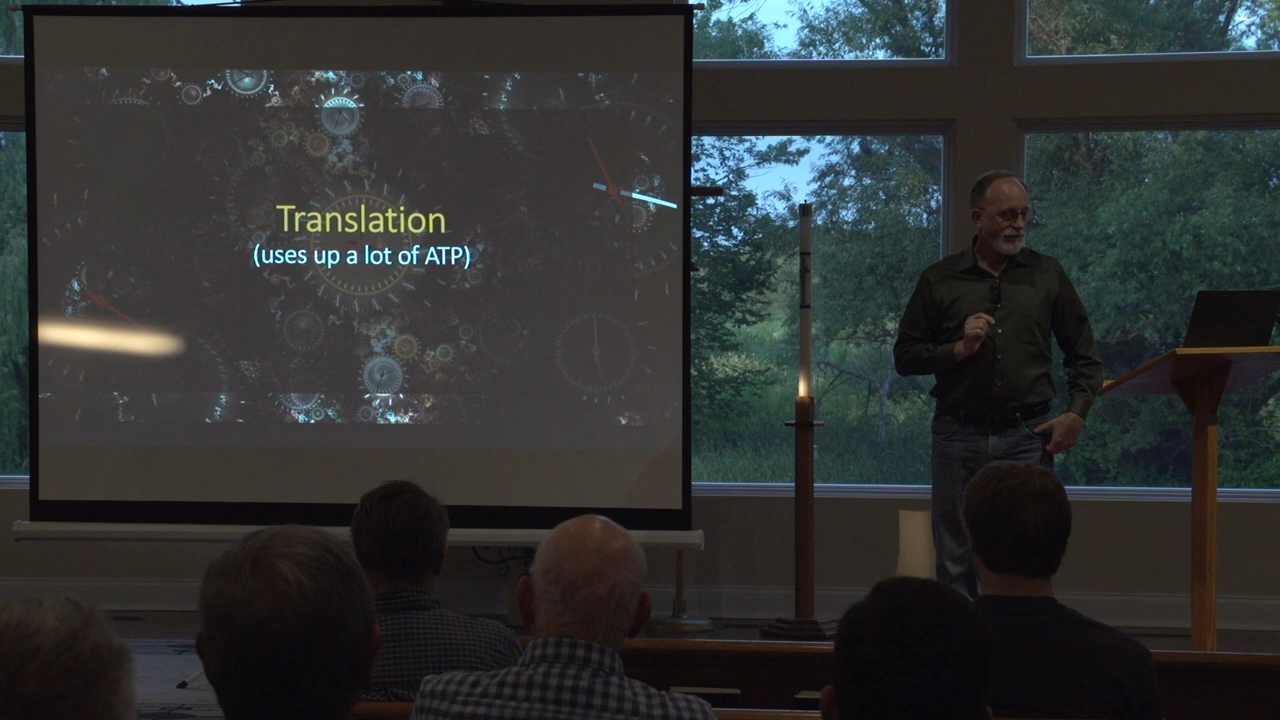 Translation
(uses up a lot of ATP)